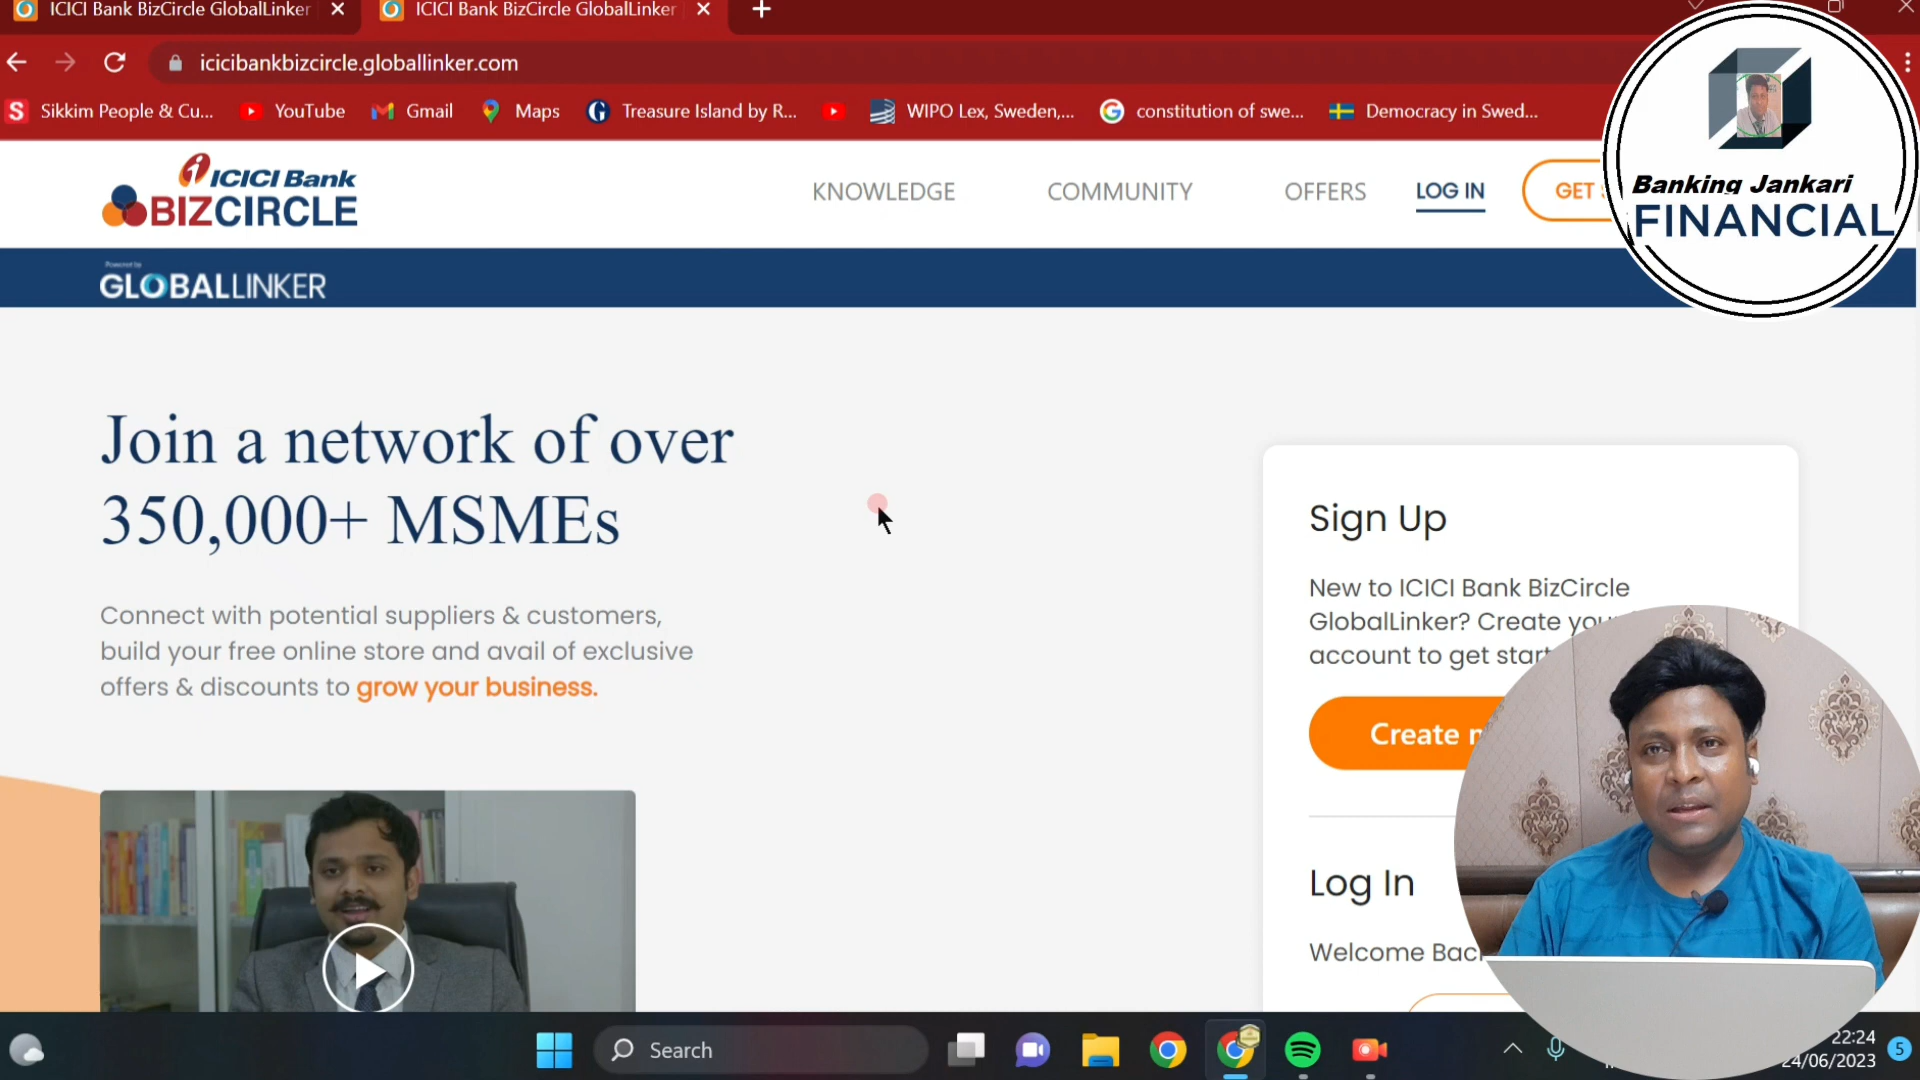 ICICI Bank BizCircle GlobalLinker
ICICI Bank BizCircle GlobalLinker
icicibankbizcircle.globallinker.com
S Sikkim People & Cu...
YouTube
Gmail
Maps
Treasure Island by R...
WIPO Lex, Sweden,...
constitution of swe...
Democracy in Swed...
ICICI Bank
BIZCIRCLE
KNOWLEDGE
COMMUNITY
OFFERS
LOG IN
GET
Banking Jankari
FINANCIAL
Powered by
GLOBALLINKER
Join a network of over
350,000+ MSMEs
Connect with potential suppliers & customers,
build your free online store and avail of exclusive
offers & discounts to grow your business.
Sign Up
New to ICICI Bank BizCircle
GlobalLinker? Create
account to get
Create
Log In
Welcome
Search
22:24
24/06/2023
5